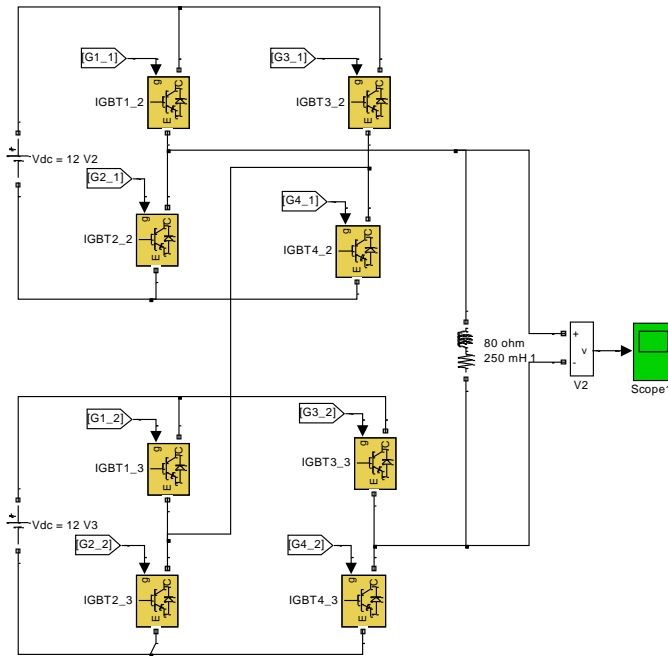 [G1_1]
[G3_1]
g C
E
IGBT1_2
g C
E
IGBT3_2
+
Vdc = 12 V2
[G2_1]
[G4_1]
g C
E
IGBT2_2
g C
E
IGBT4_2
80 ohm
250 mH 1
+
-
v
V2
Scope1
[G1_2]
[G3_2]
g C
E
IGBT1_3
g C
E
IGBT3_3
+
Vdc = 12 V3
[G2_2]
[G4_2]
g C
E
IGBT2_3
g C
E
IGBT4_3